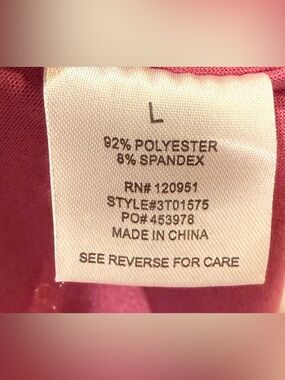 L
92% POLYESTER
8% SPANDEX
RN# 120951
STYLE#3T01575
PO# 453978
MADE IN CHINA
SEE REVERSE FOR CARE